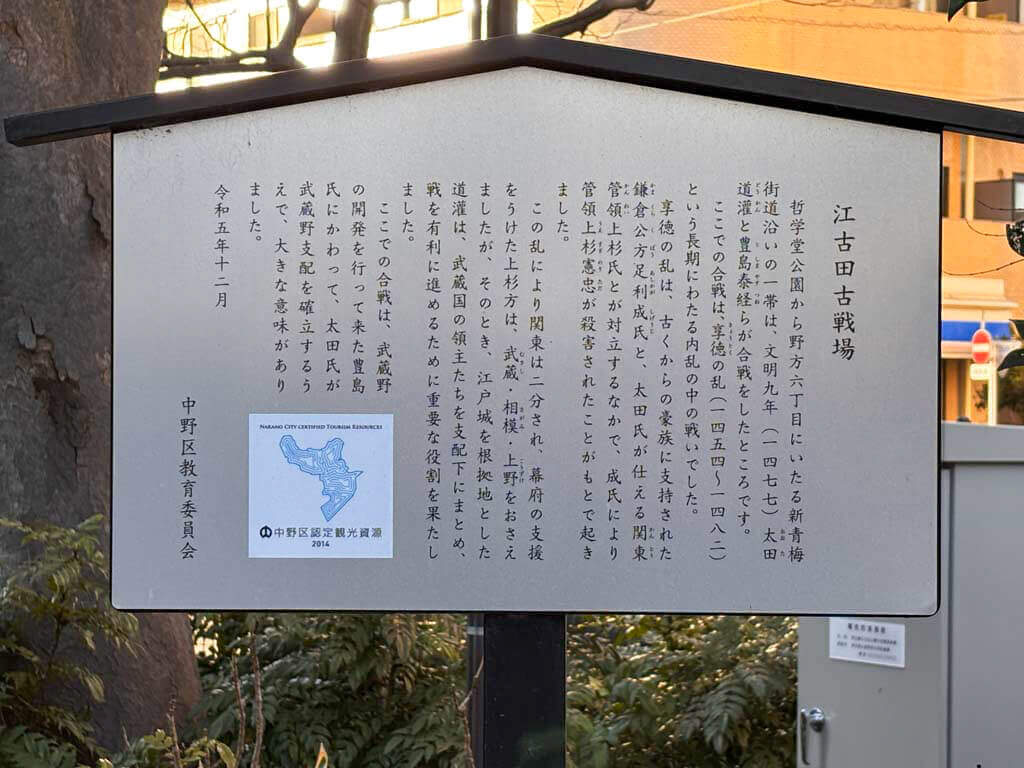 江古田古戦場
哲学堂公園から野方六丁目にいたる新青梅
街道沿いの一帯は、文明九年（一四七七）太田
道灌と豊島泰経らが合戦をしたところです。
ここでの合戦は、享徳の乱（一四五四～一四八二）
という長期にわたる内乱の中の戦いでした。
享徳の乱は、古くからの豪族に支持された
鎌倉公方足利成氏と、太田氏が仕える関東
管領上杉氏とが対立するなかで、成氏により
管領上杉憲忠が殺害されたことがもとで起き
ました。
この乱により関東は二分され、幕府の支援
をうけた上杉方は、武蔵・相模・上野をおさえ
ましたが、そのとき、江戸城を根拠地とした
道灌は、武蔵国の領主たちを支配下にまとめ、
戦を有利に進めるために重要な役割を果たし
ました。
ここでの合戦は、武蔵野
の開発を行って来た豊島
氏にかわって、太田氏が
武蔵野支配を確立するう
えで、大きな意味があり
ました。
令和五年十二月
中野区教育委員会
NAKANO CITY CERTIFIED TOURISM RESOURCES
中野区認定観光資源
2014